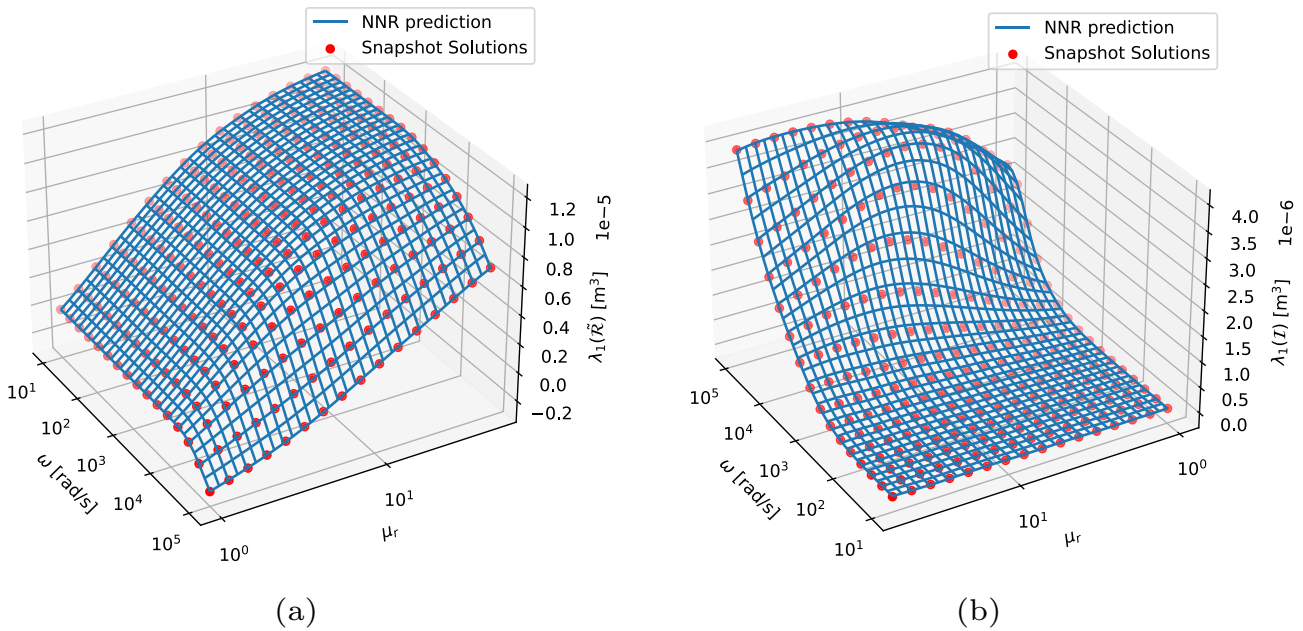 NNR prediction
Snapshot Solutions
1.2
1.0
0.8
0.6
0.4
0.2
0.0
−0.2
λ₁(R̃) [m³] 1e−5
10¹
10²
10³
10⁴
10⁵
ω [rad/s]
10⁰
10¹
μᵣ
(a)
NNR prediction
Snapshot Solutions
4.0
3.5
3.0
2.5
2.0
1.5
1.0
0.5
0.0
λ₁(I) [m³] 1e−6
10⁵
10⁴
10³
10²
10¹
ω [rad/s]
10¹
10⁰
μᵣ
(b)